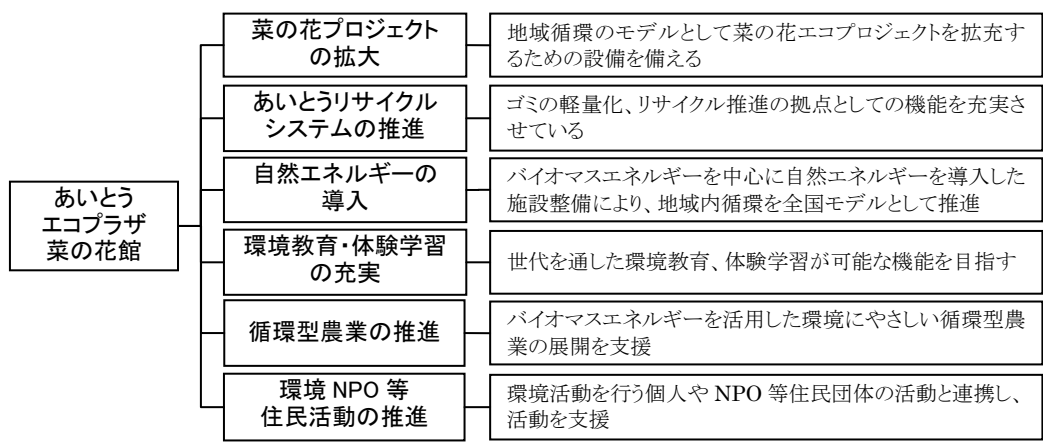 菜の花プロジェクト
の拡大
地域循環のモデルとして菜の花エコプロジェクトを拡充す
るための設備を備える
あいとうリサイクル
システムの推進
ゴミの軽量化、リサイクル推進の拠点としての機能を充実さ
せている
あいとう
エコプラザ
菜の花館
自然エネルギーの
導入
バイオマスエネルギーを中心に自然エネルギーを導入した
施設整備により、地域内循環を全国モデルとして推進
環境教育・体験学習
の充実
世代を通した環境教育、体験学習が可能な機能を目指す
循環型農業の推進
バイオマスエネルギーを活用した環境にやさしい循環型農
業の展開を支援
環境 NPO 等
住民活動の推進
環境活動を行う個人や NPO 等住民団体の活動と連携し、
活動を支援